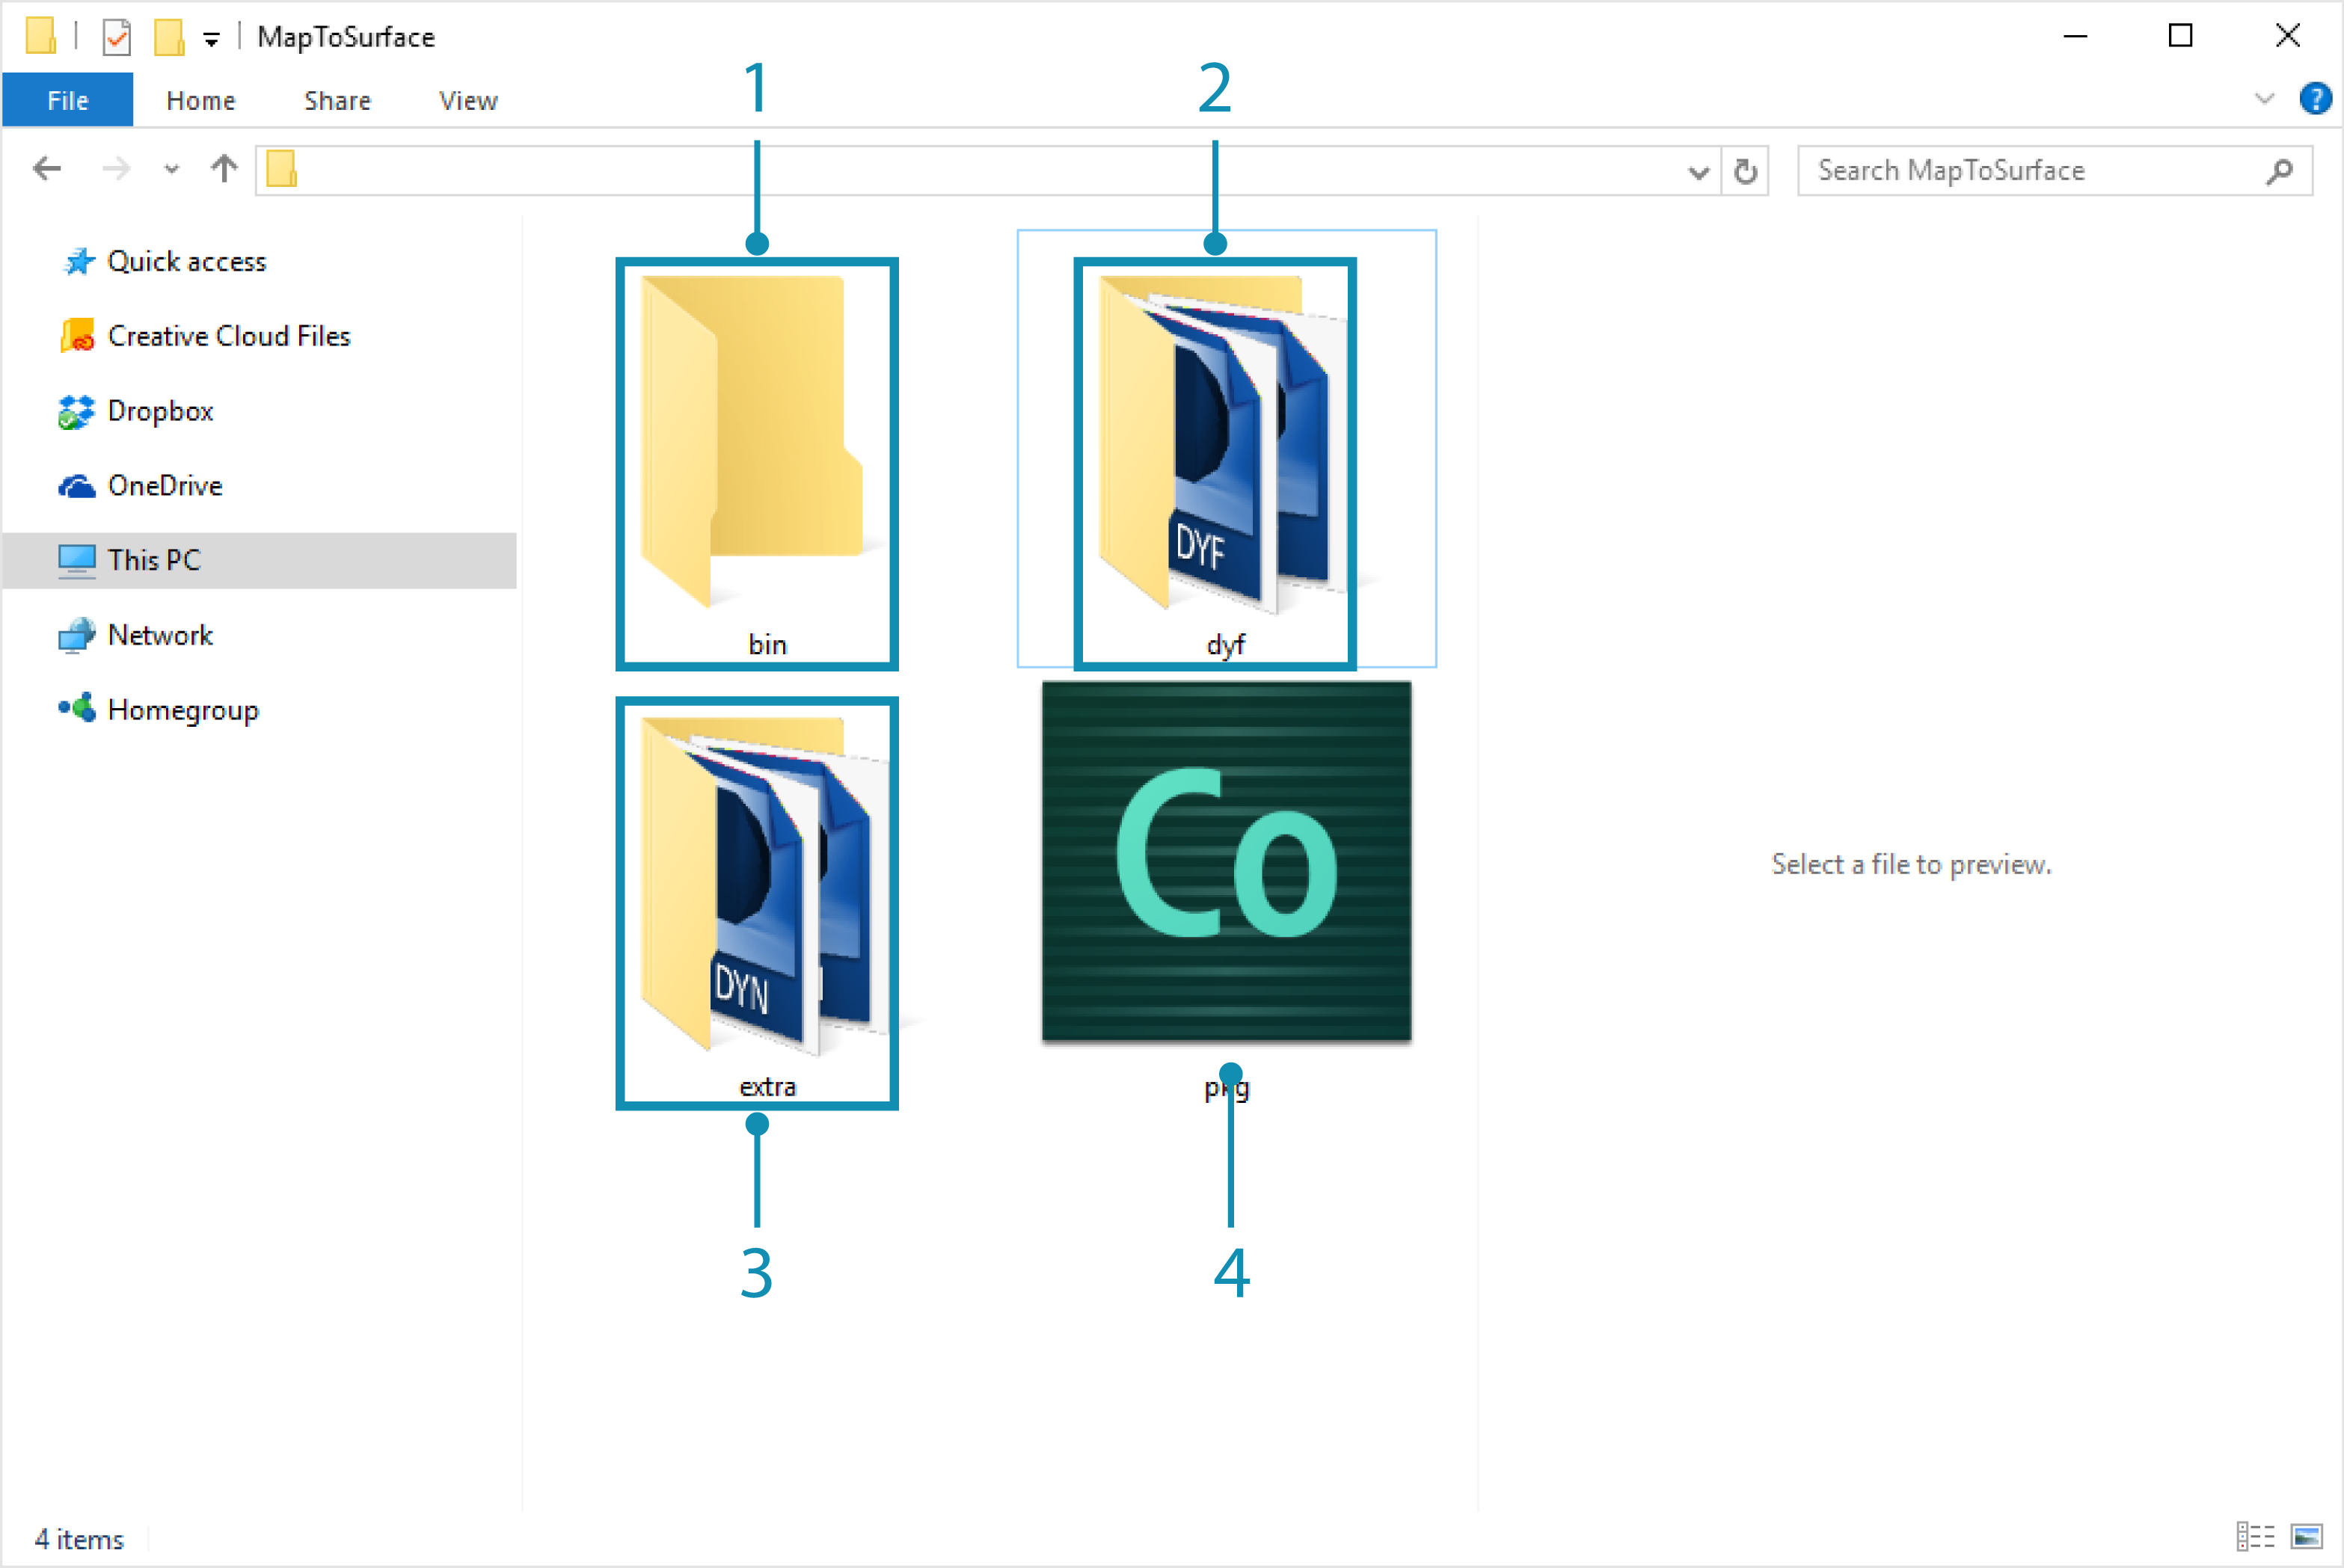 MapToSurface
File Home Share View
?
1 2
Search MapToSurface
Quick access
Creative Cloud Files
Dropbox
OneDrive
This PC
Network
Homegroup
DYF
bin dyf
DYN
Co
extra pkg
Select a file to preview.
3 4
4 items